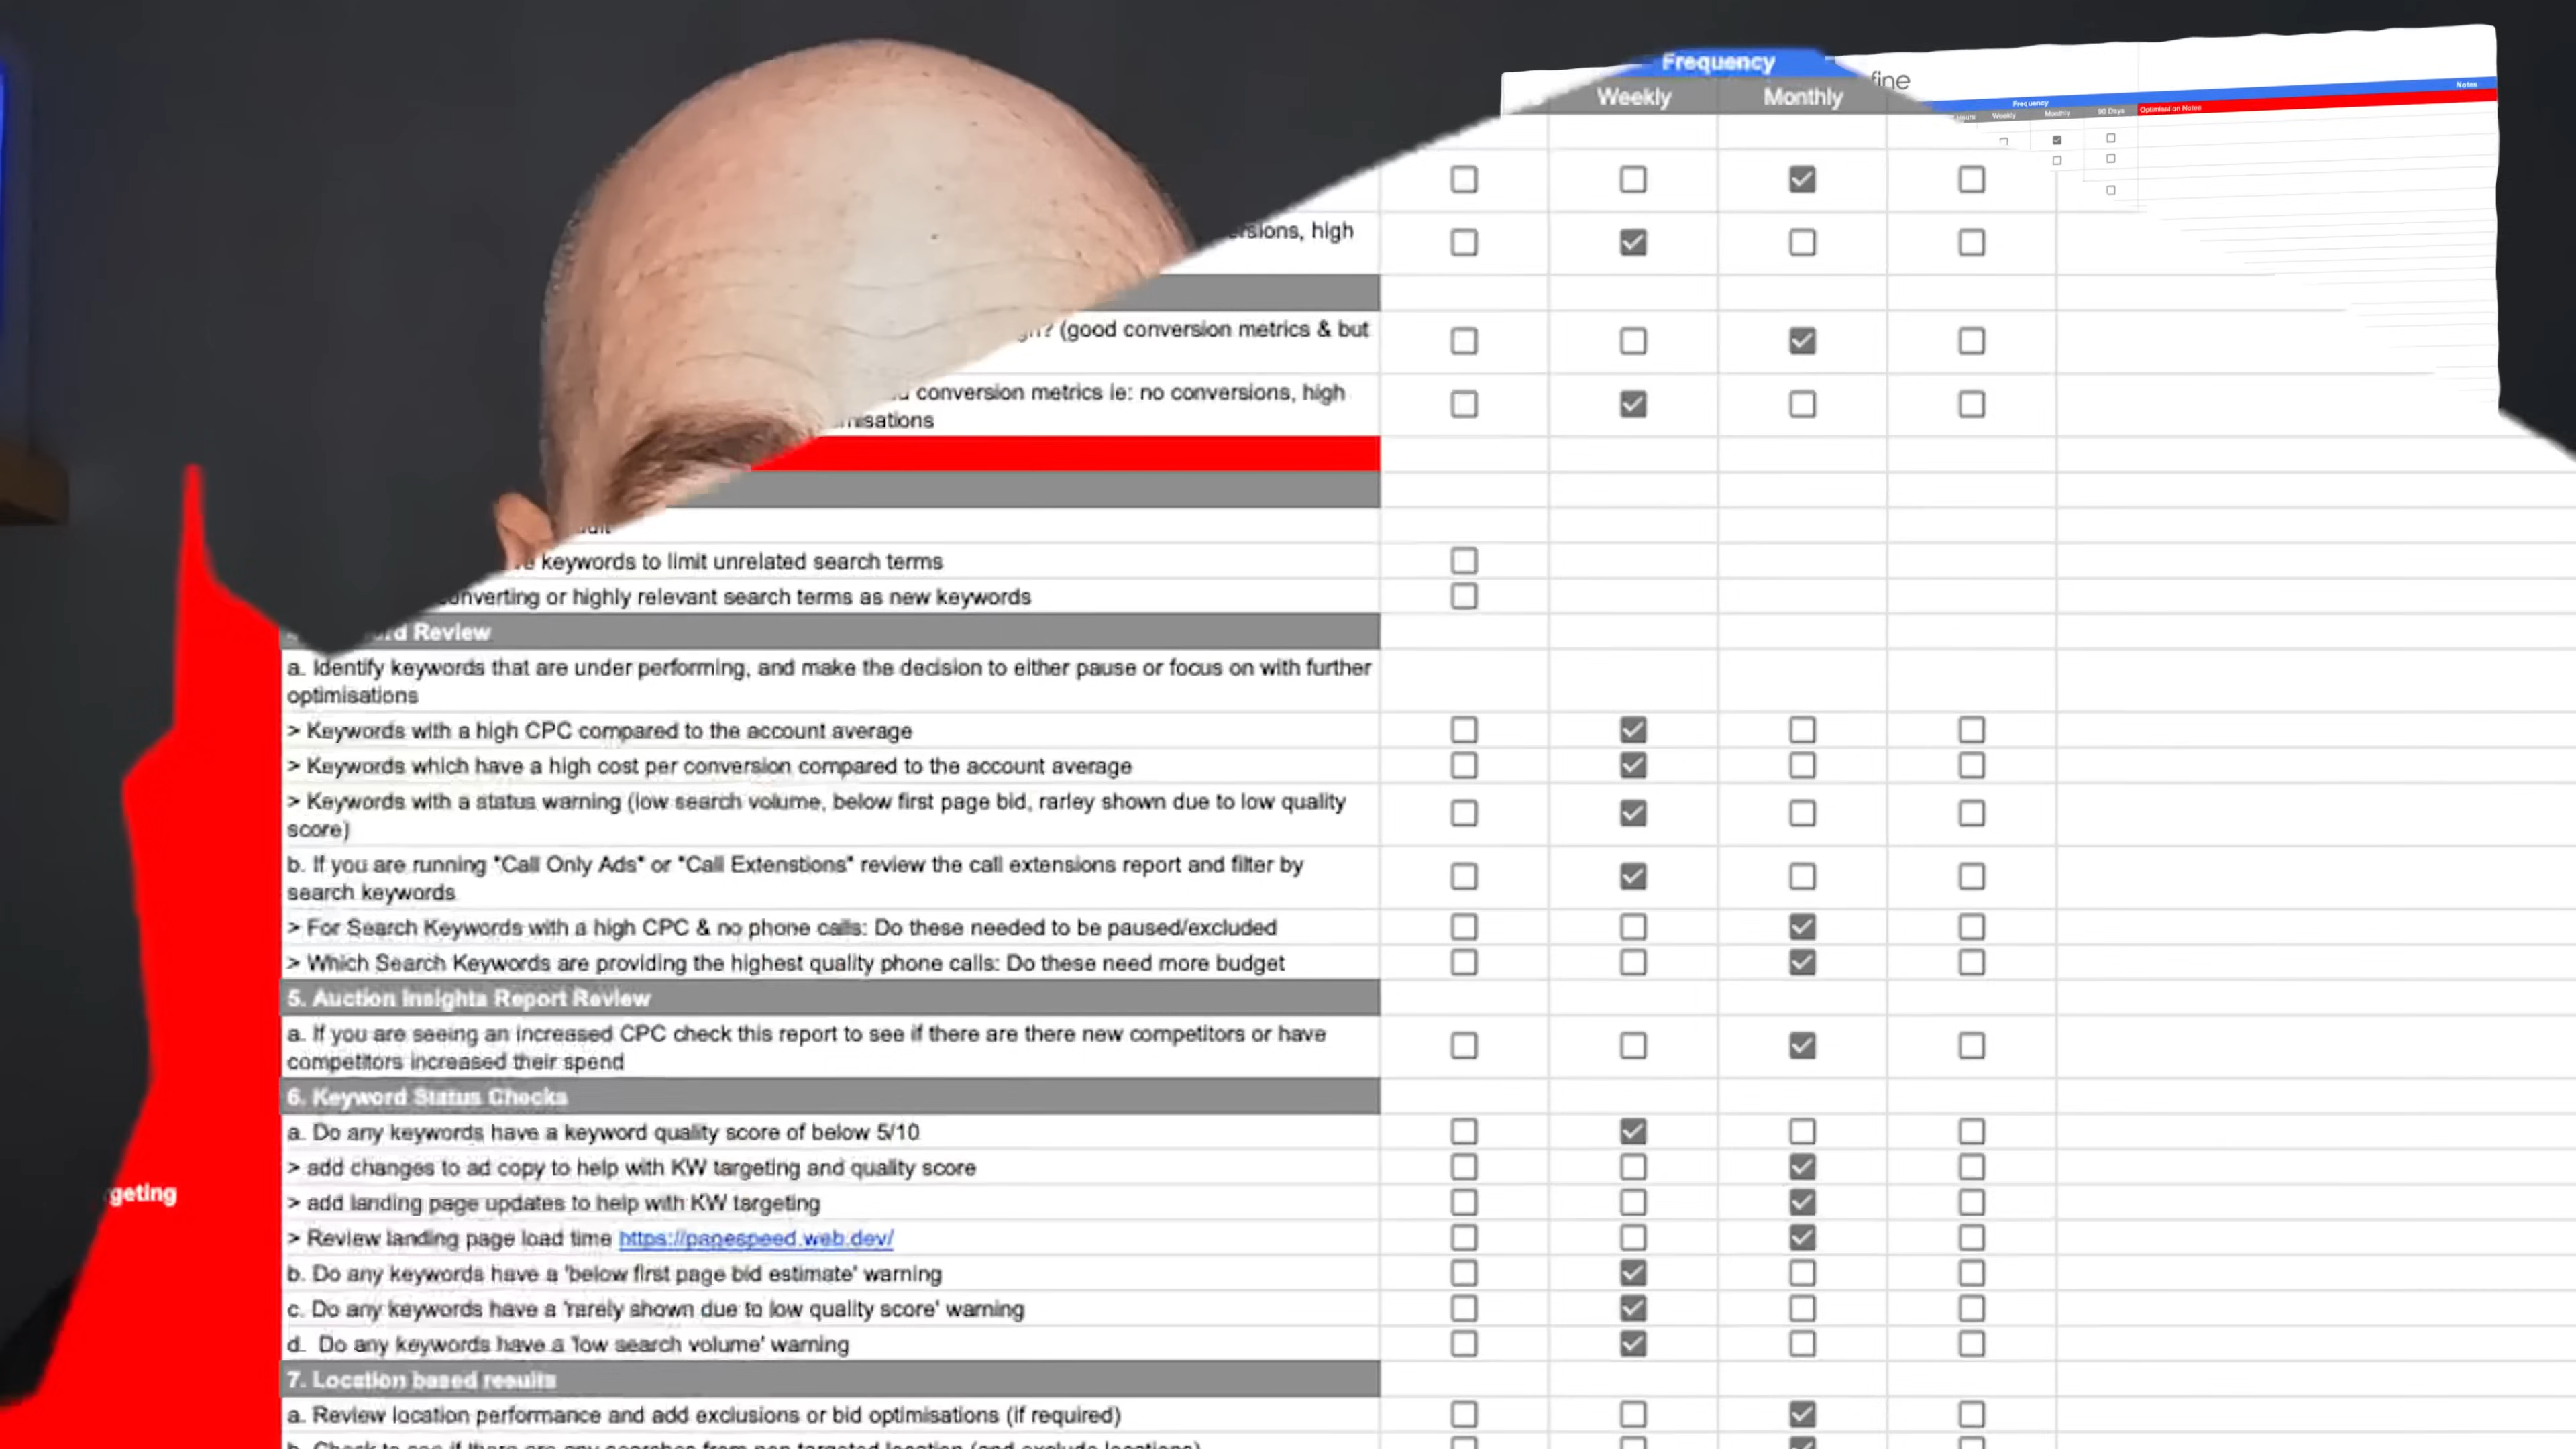 Frequency
Weekly
Monthly
fine
Notes
Frequency
Hours
Weekly
Monthly
90 Days
Optimisation Notes
high
(good conversion metrics & but
conversion metrics ie: no conversions, high
keywords to limit unrelated search terms
or highly relevant search terms as new keywords
Review
a. Identify keywords that are under performing, and make the decision to either pause or focus on with further
optimisations
> Keywords with a high CPC compared to the account average
> Keywords which have a high cost per conversion compared to the account average
> Keywords with a status warning (low search volume, below first page bid, rarley shown due to low quality
score)
b. If you are running "Call Only Ads" or "Call Extenstions" review the call extensions report and filter by
search keywords
> For Search Keywords with a high CPC & no phone calls: Do these needed to be paused/excluded
> Which Search Keywords are providing the highest quality phone calls: Do these need more budget
5. Auction Insights Report Review
a. If you are seeing an increased CPC check this report to see if there are there new competitors or have
competitors increased their spend
6. Keyword Status Checks
a. Do any keywords have a keyword quality score of below 5/10
> add changes to ad copy to help with KW targeting and quality score
geting
> add landing page updates to help with KW targeting
> Review landing page load time https://pagespeed.web.dev/
b. Do any keywords have a 'below first page bid estimate' warning
c. Do any keywords have a 'rarely shown due to low quality score' warning
d. Do any keywords have a 'low search volume' warning
7. Location based results
a. Review location performance and add exclusions or bid optimisations (if required)